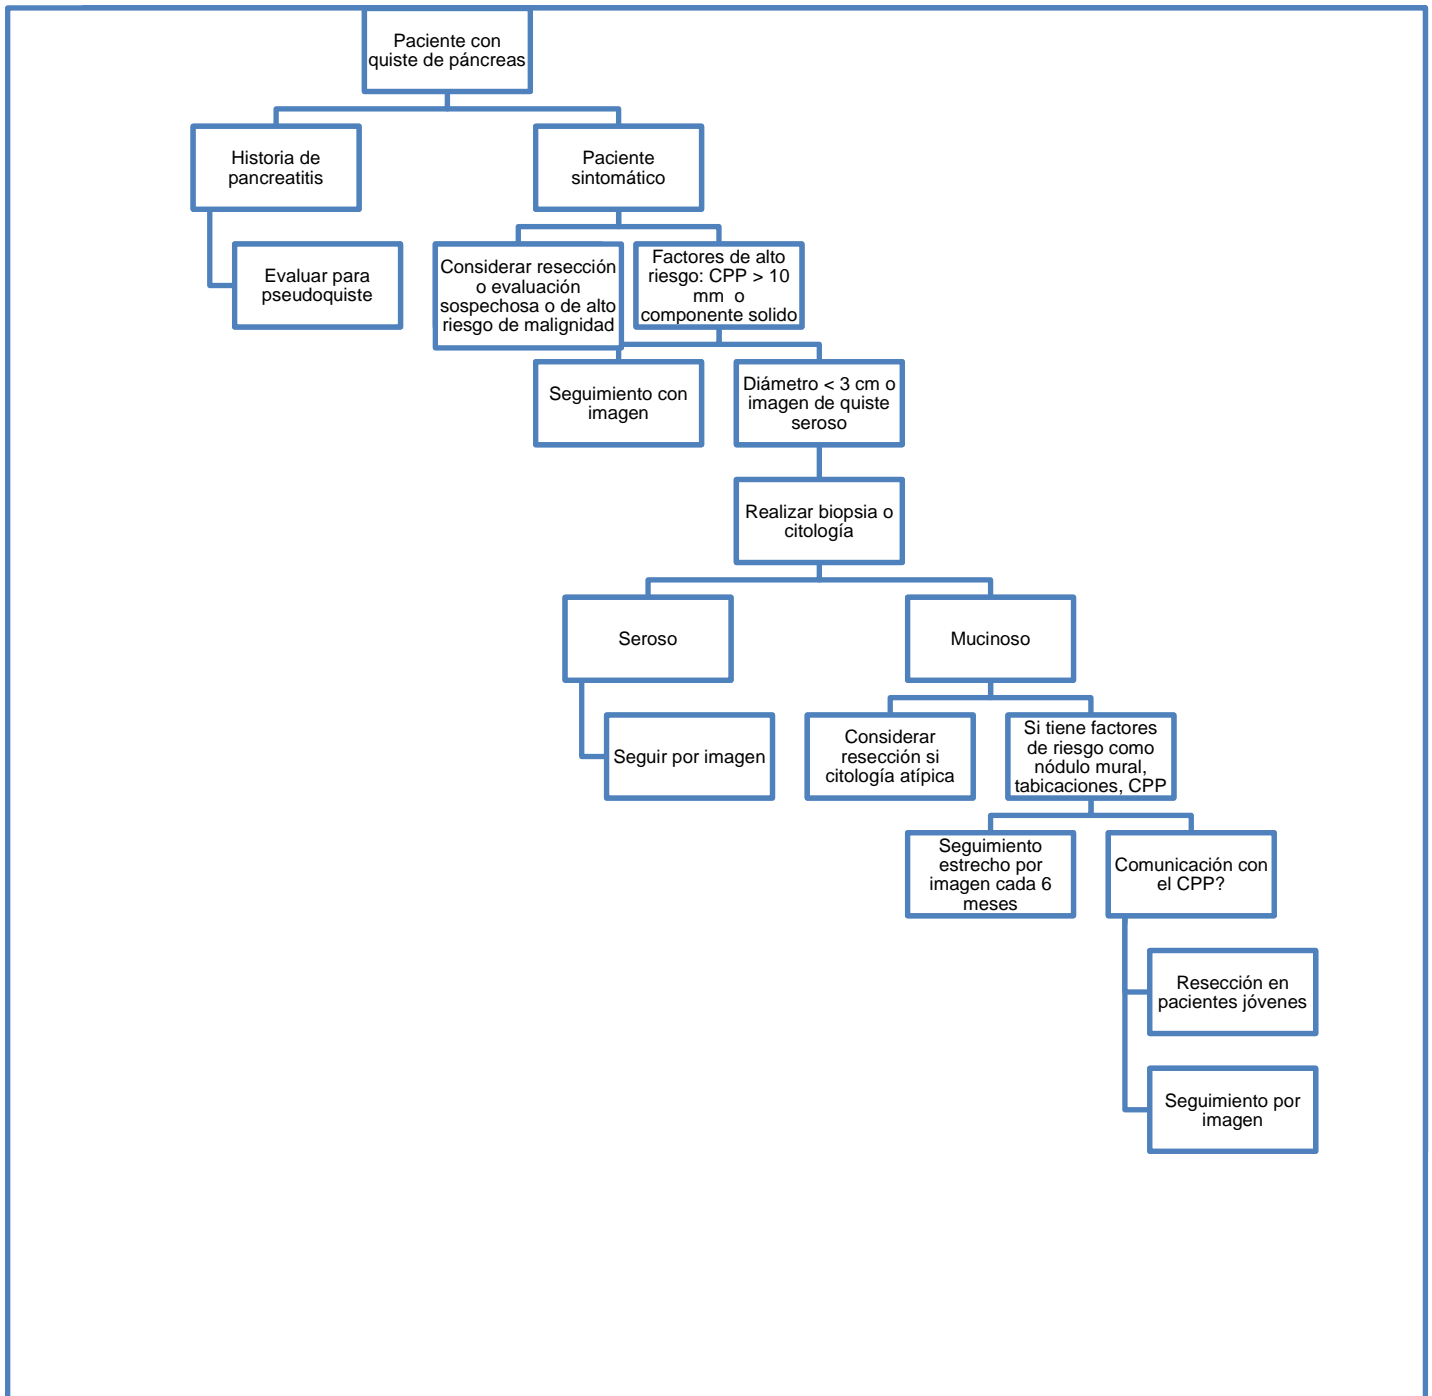 Paciente con
quiste de páncreas
Historia de
pancreatitis
Paciente
sintomático
Evaluar para
pseudoquiste
Considerar resección
o evaluación
sospechosa o de alto
riesgo de malignidad
Factores de alto
riesgo: CPP > 10
mm o
componente solido
Seguimiento con
imagen
Diámetro < 3 cm o
imagen de quiste
seroso
Realizar biopsia o
citología
Seroso
Mucinoso
Seguir por imagen
Considerar
resección si
citología atípica
Si tiene factores
de riesgo como
nódulo mural,
tabicaciones, CPP
Seguimiento
estrecho por
imagen cada 6
meses
Comunicación con
el CPP?
Resección en
pacientes jóvenes
Seguimiento por
imagen